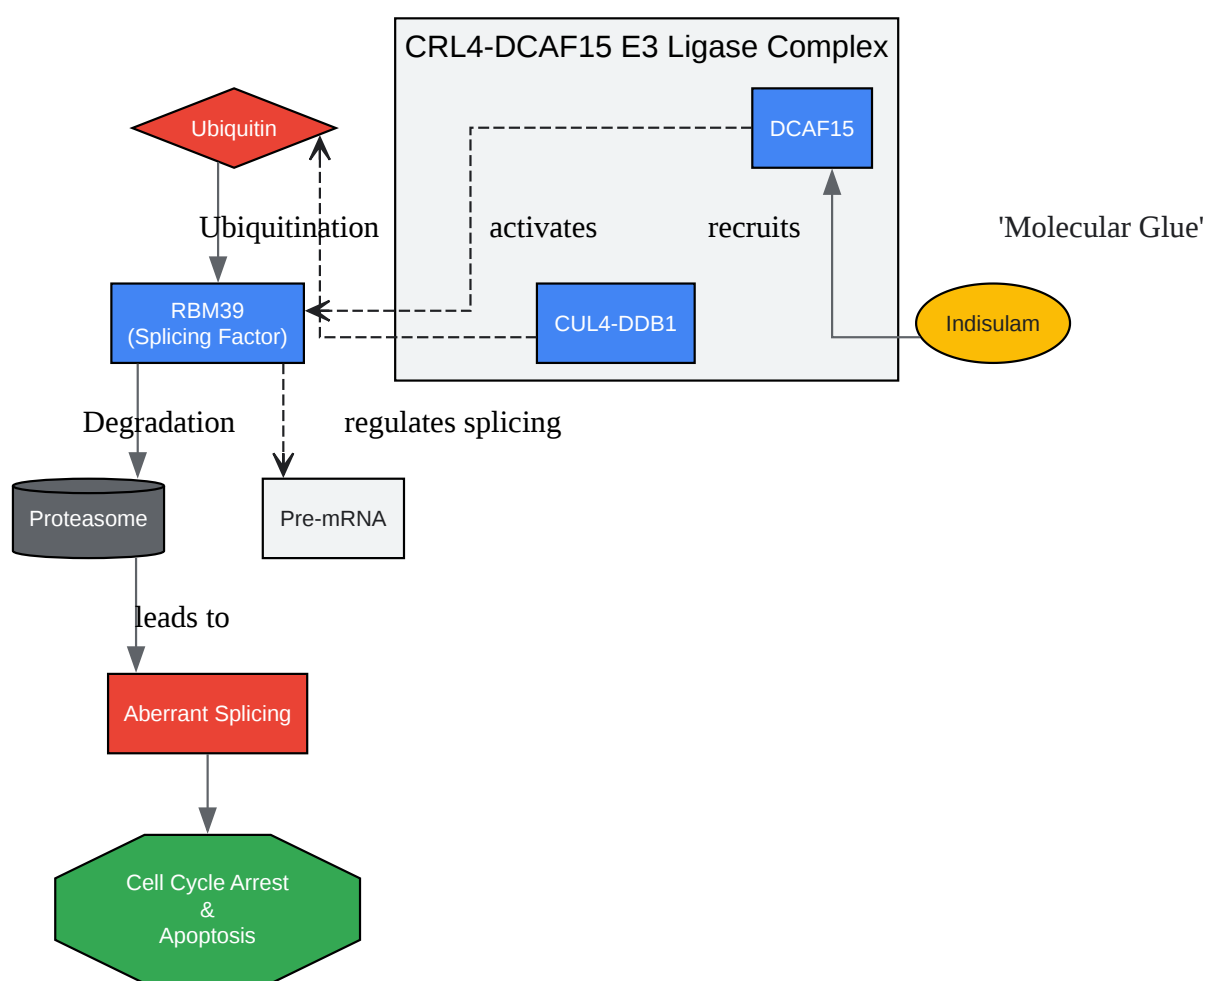 CRL4-DCAF15 E3 Ligase Complex
Ubiquitin
DCAF15
Ubiquitination
activates
recruits
'Molecular Glue'
RBM39
(Splicing Factor)
CUL4-DDB1
Indisulam
Degradation
regulates splicing
Proteasome
Pre-mRNA
leads to
Aberrant Splicing
Cell Cycle Arrest
&
Apoptosis